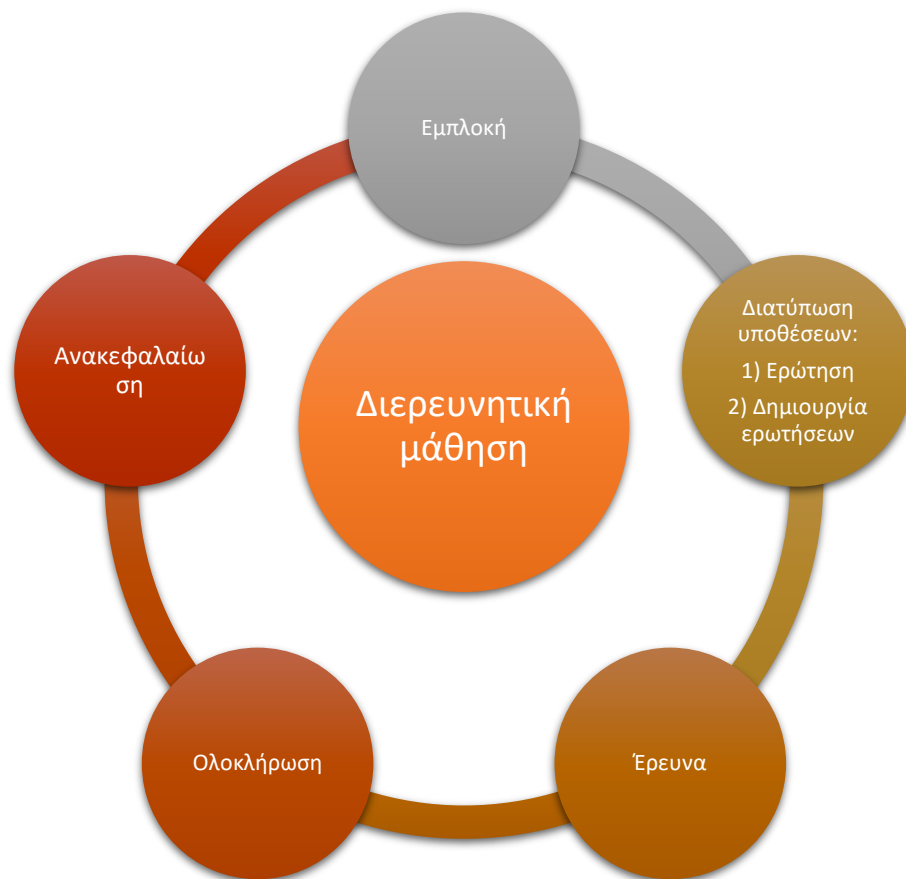 Εμπλοκή
Διατύπωση
υποθέσεων:
1) Ερώτηση
2) Δημιουργία
ερωτήσεων
Έρευνα
Ολοκλήρωση
Ανακεφαλαίω
ση
Διερευνητική
μάθηση